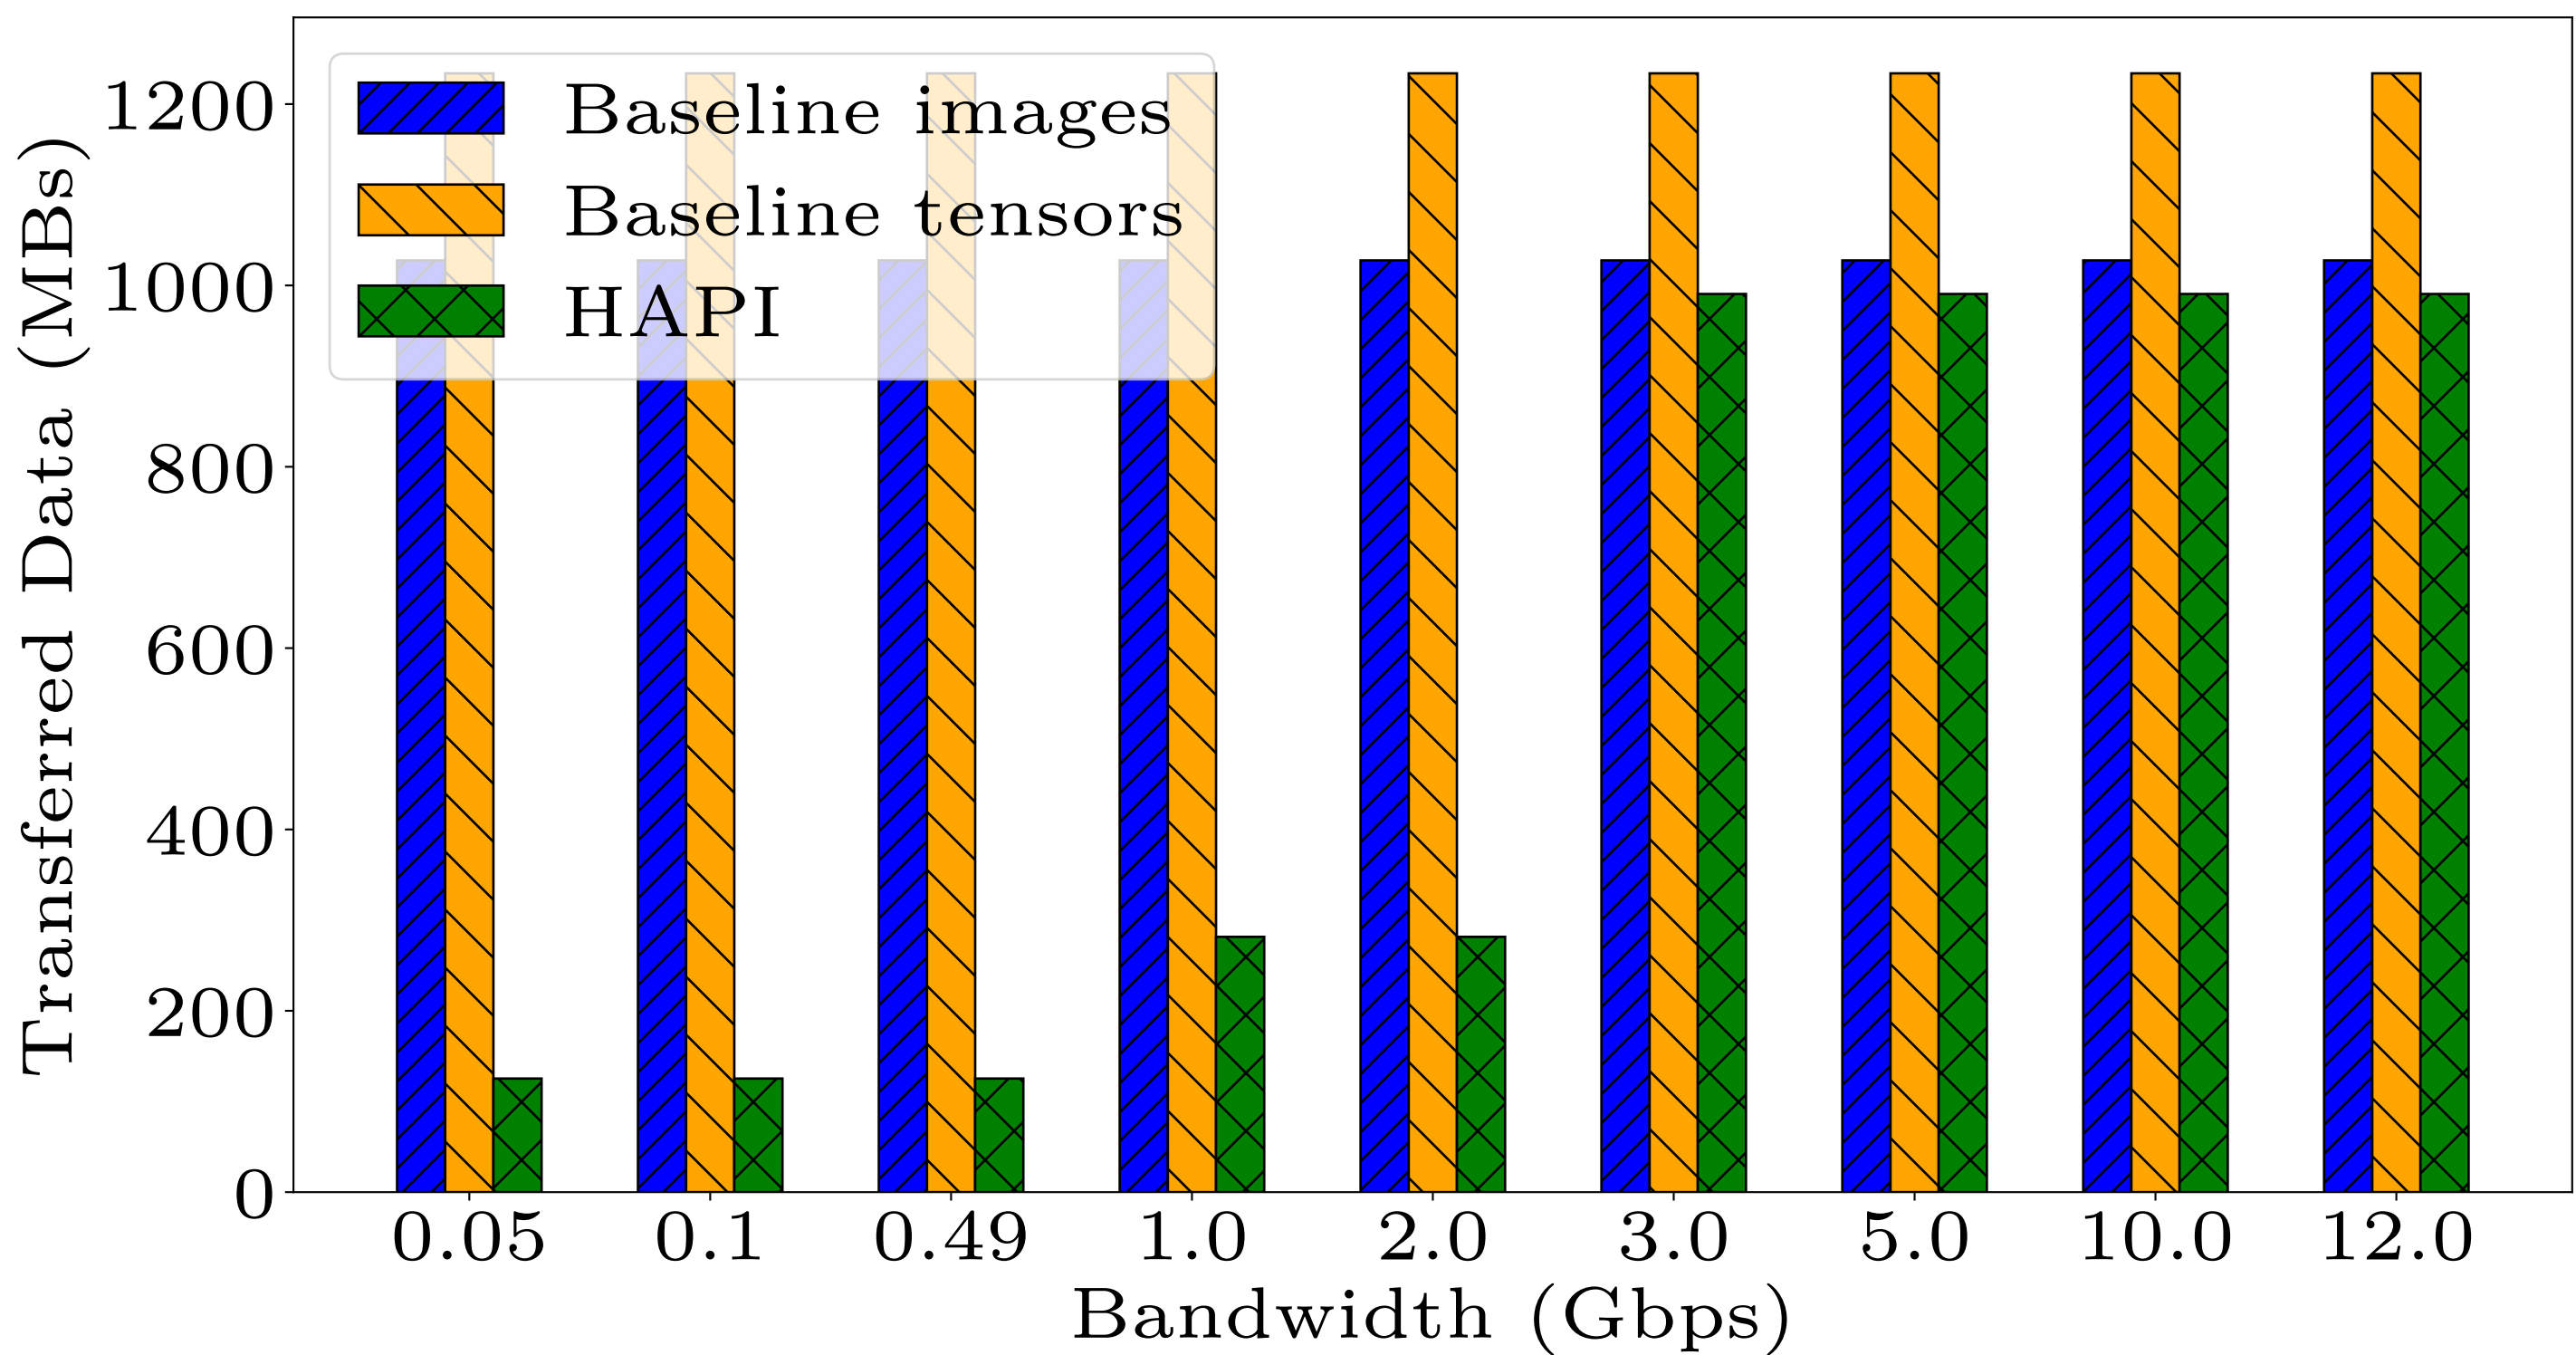 Transferred Data (MBs)
1200
1000
800
600
400
200
0
Baseline images
Baseline tensors
HAPI
0.05 0.1 0.49 1.0 2.0 3.0 5.0 10.0 12.0
Bandwidth (Gbps)